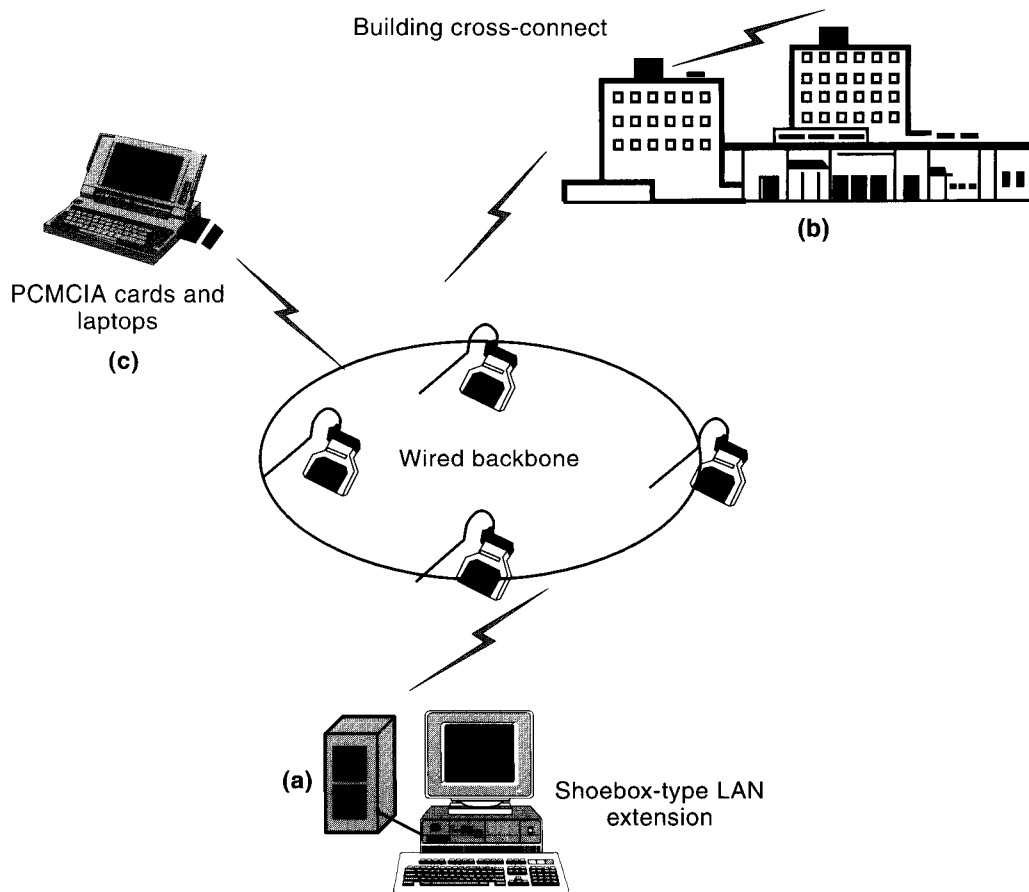 Building cross-connect
(b)
PCMCIA cards and
laptops
(c)
Wired backbone
(a)
Shoebox-type LAN
extension